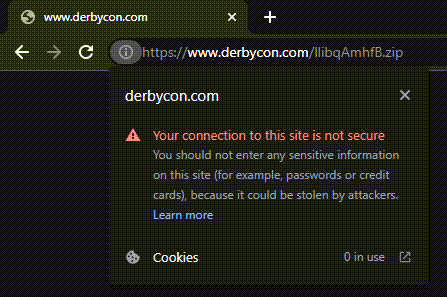 www.derbycon.com
https://www.derbycon.com/llibqAmhfB.zip
derbycon.com
Your connection to this site is not secure
You should not enter any sensitive information
on this site (for example, passwords or credit
cards), because it could be stolen by attackers.
Learn more
Cookies 0 in use